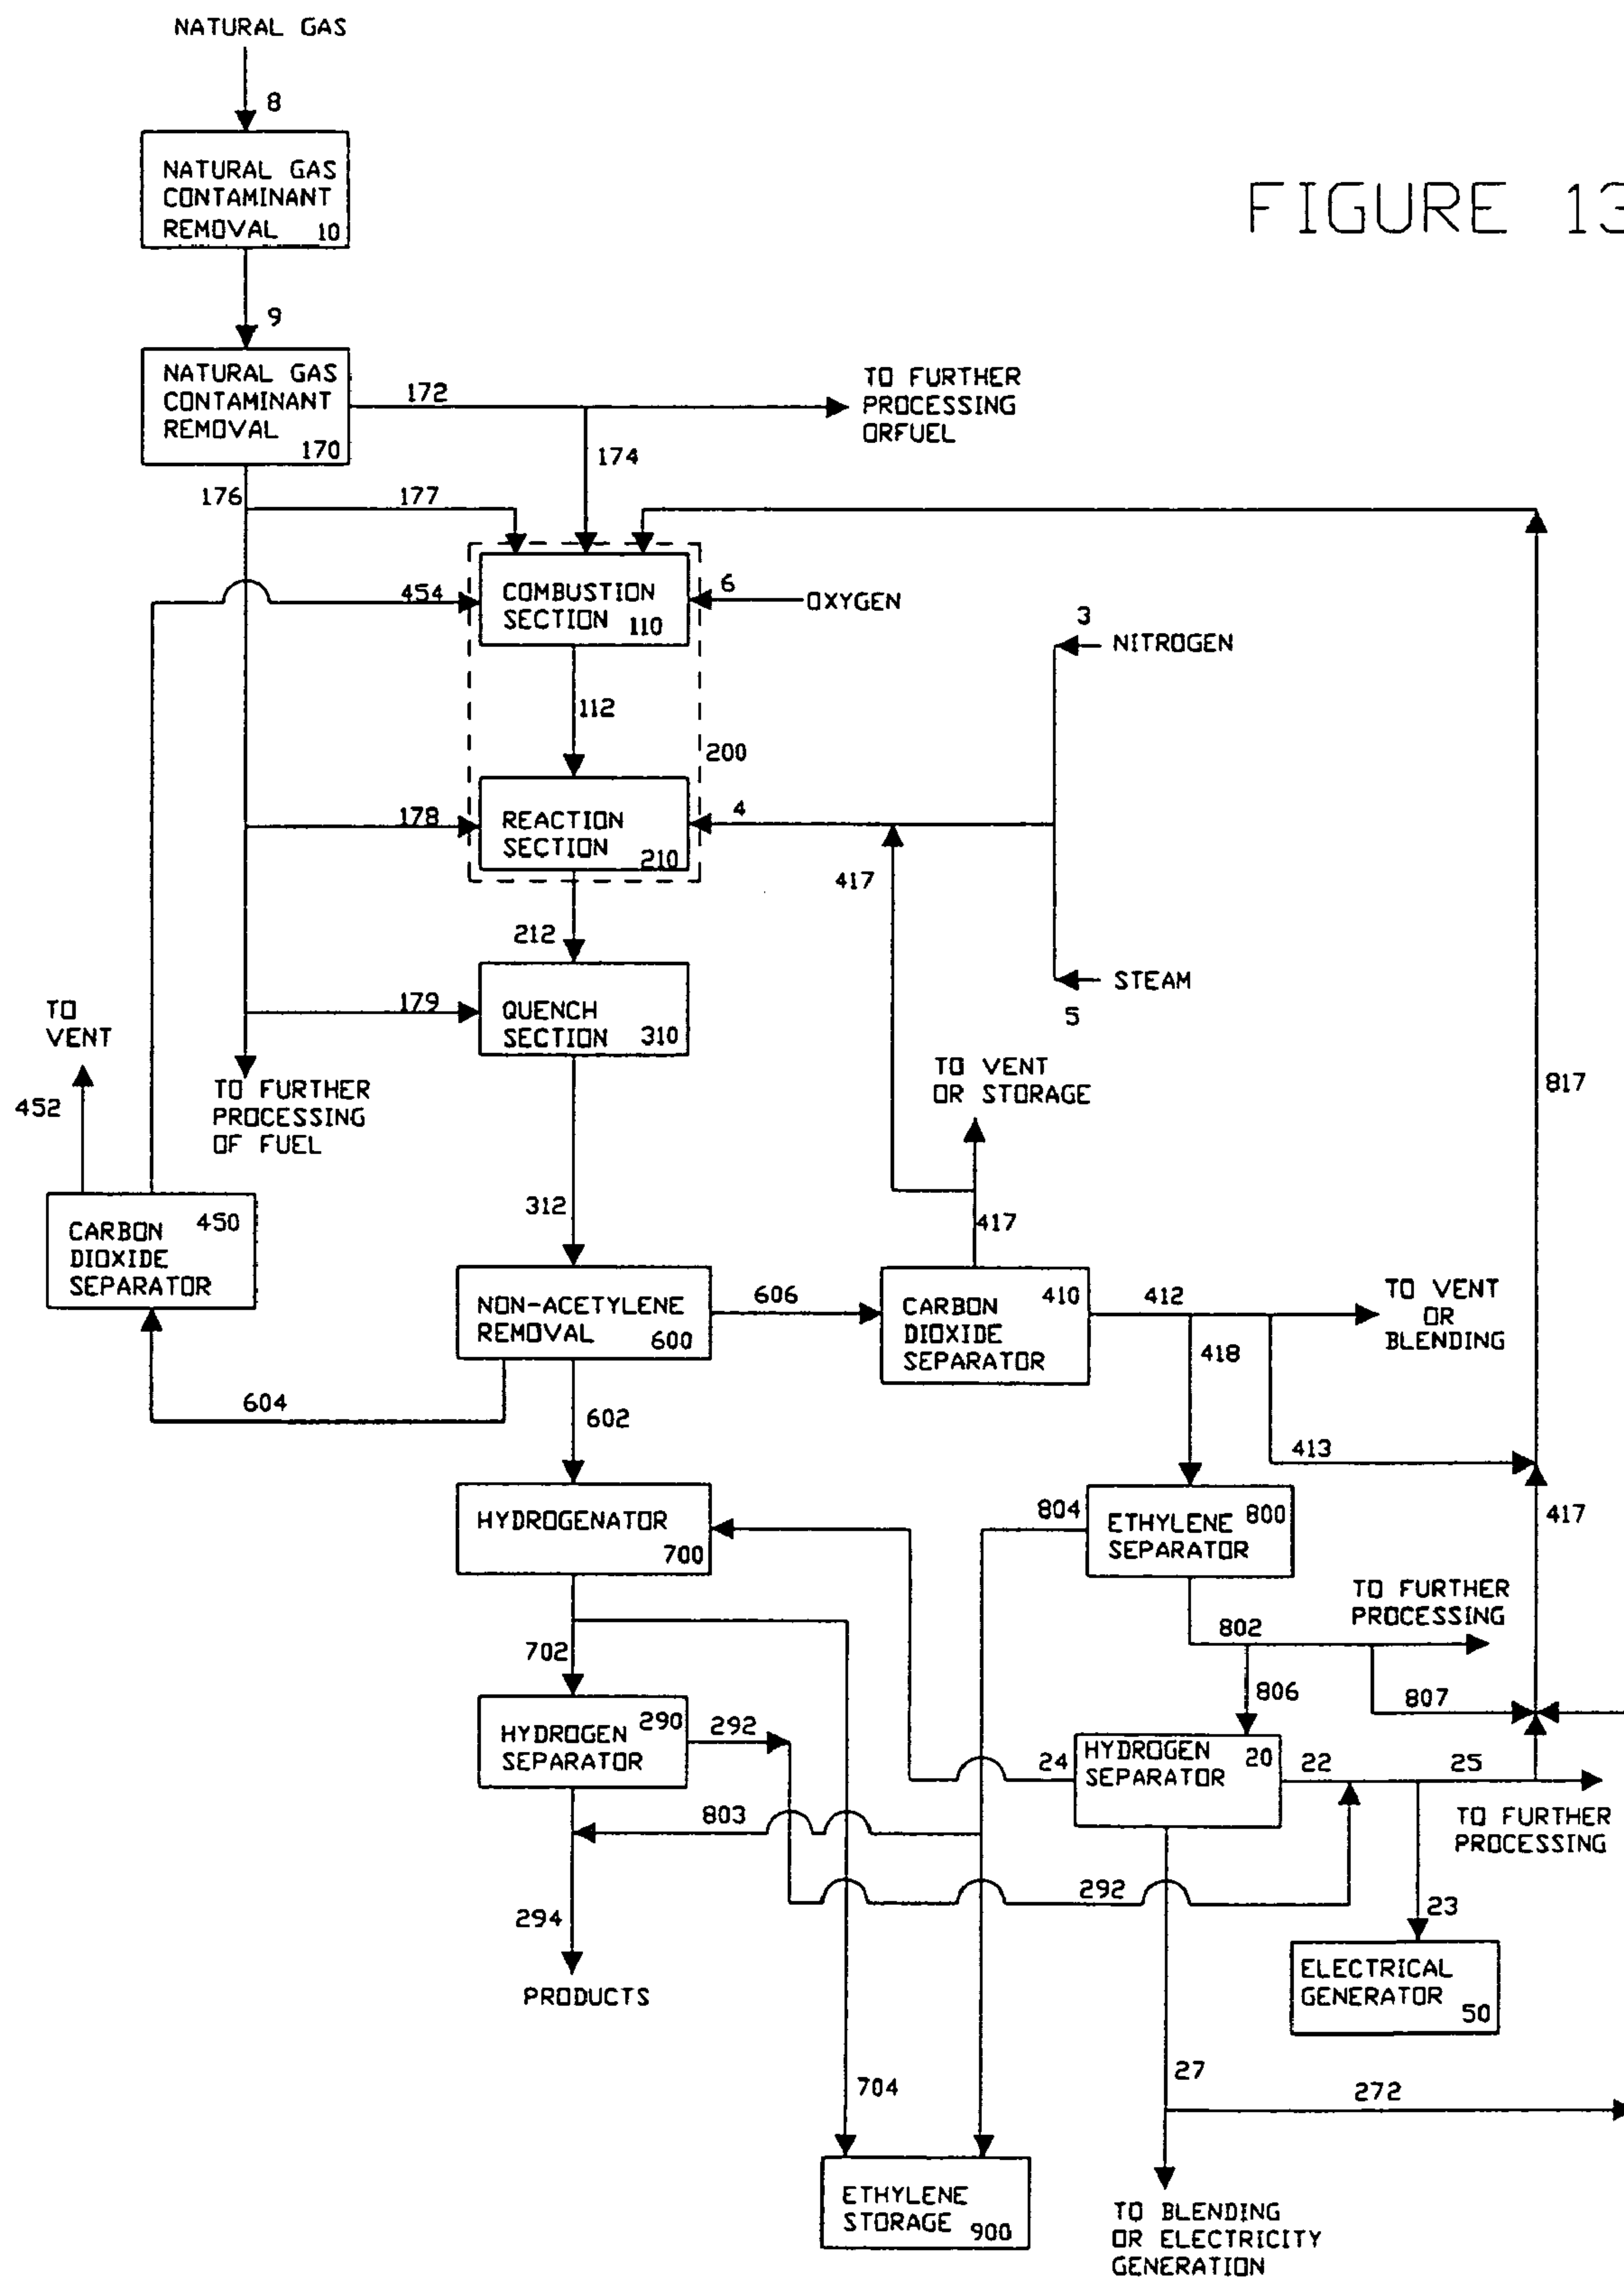 NATURAL GAS
8
NATURAL GAS
CONTAMINANT
REMOVAL 10
FIGURE 13
9
NATURAL GAS
CONTAMINANT
REMOVAL
170
172
TO FURTHER
PROCESSING
ORFUEL
174
176
177
454
COMBUSTION
SECTION 110
6
OXYGEN
3
NITROGEN
112
200
178
REACTION
SECTION
210
4
417
212
179
QUENCH
SECTION 310
STEAM
5
TO
VENT
452
TO FURTHER
PROCESSING
OF FUEL
TO VENT
OR STORAGE
817
312
417
450
CARBON
DIOXIDE
SEPARATOR
NON-ACETYLENE
REMOVAL 600
606
410
CARBON
DIOXIDE
SEPARATOR
412
TO VENT
OR
BLENDING
418
604
602
413
HYDROGENATOR
700
804
800
ETHYLENE
SEPARATOR
417
TO FURTHER
PROCESSING
702
802
806
807
290
HYDROGEN
SEPARATOR
292
24
HYDROGEN 20
SEPARATOR
22
25
803
TO FURTHER
PROCESSING
292
294
23
PRODUCTS
ELECTRICAL
GENERATOR 50
704
27
272
ETHYLENE
STORAGE 900
TO BLENDING
OR ELECTRICITY
GENERATION